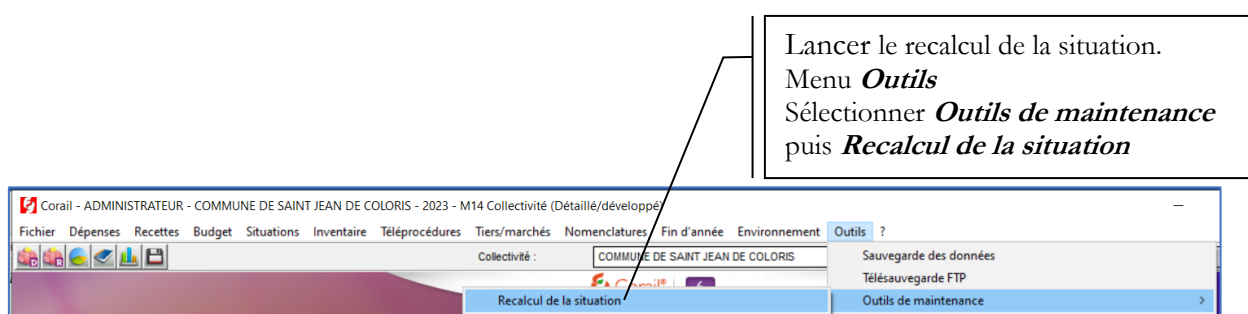 Lancer le recalcul de la situation.
Menu Outils
Sélectionner Outils de maintenance
puis Recalcul de la situation
Corail - ADMINISTRATEUR - COMMUNE DE SAINT JEAN DE COLORIS - 2023 - M14 Collectivité (Détaillé/développé)
Fichier Dépenses Recettes Budget Situations Inventaire Téléprocédures Tiers/marchés Nomenclatures Fin d'année Environnement Outils ?
Collectivité : COMMUNE DE SAINT JEAN DE COLORIS
Sauvegarde des données
Télésauvegarde FTP
Corail®
Recalcul de la situation
Outils de maintenance